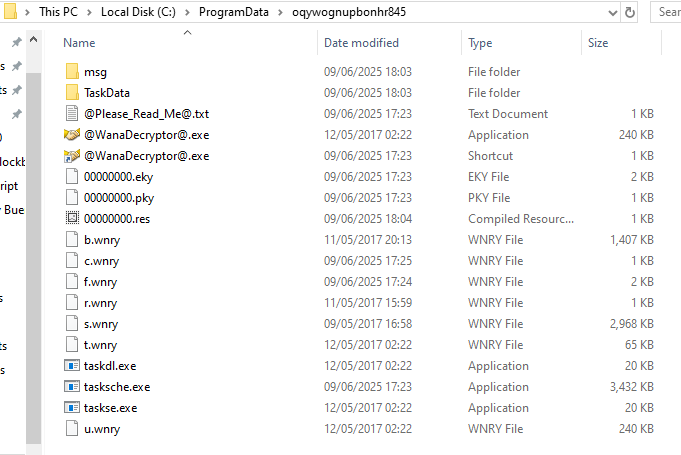 This PC > Local Disk (C:) > ProgramData > oqywognupbonhr845
Sear
Name Date modified Type Size
msg 09/06/2025 18:03 File folder
s TaskData 09/06/2025 18:03 File folder
ts @Please_Read_Me@.txt 09/06/2025 17:23 Text Document 1 KB
@WanaDecryptor@.exe 12/05/2017 02:22 Application 240 KB
lockb @WanaDecryptor@.exe 09/06/2025 17:23 Shortcut 1 KB
ript 00000000.eky 09/06/2025 17:23 EKY File 2 KB
00000000.pky 09/06/2025 17:23 PKY File 1 KB
y Bue 00000000.res 09/06/2025 18:04 Compiled Resourc... 1 KB
b.wnry 11/05/2017 20:13 WNRY File 1,407 KB
c.wnry 09/06/2025 17:25 WNRY File 1 KB
f.wnry 09/06/2025 17:24 WNRY File 2 KB
s r.wnry 11/05/2017 15:59 WNRY File 1 KB
s.wnry 09/05/2017 16:58 WNRY File 2,968 KB
ts t.wnry 12/05/2017 02:22 WNRY File 65 KB
s taskdl.exe 12/05/2017 02:22 Application 20 KB
tasksche.exe 09/06/2025 17:23 Application 3,432 KB
taskse.exe 12/05/2017 02:22 Application 20 KB
u.wnry 12/05/2017 02:22 WNRY File 240 KB